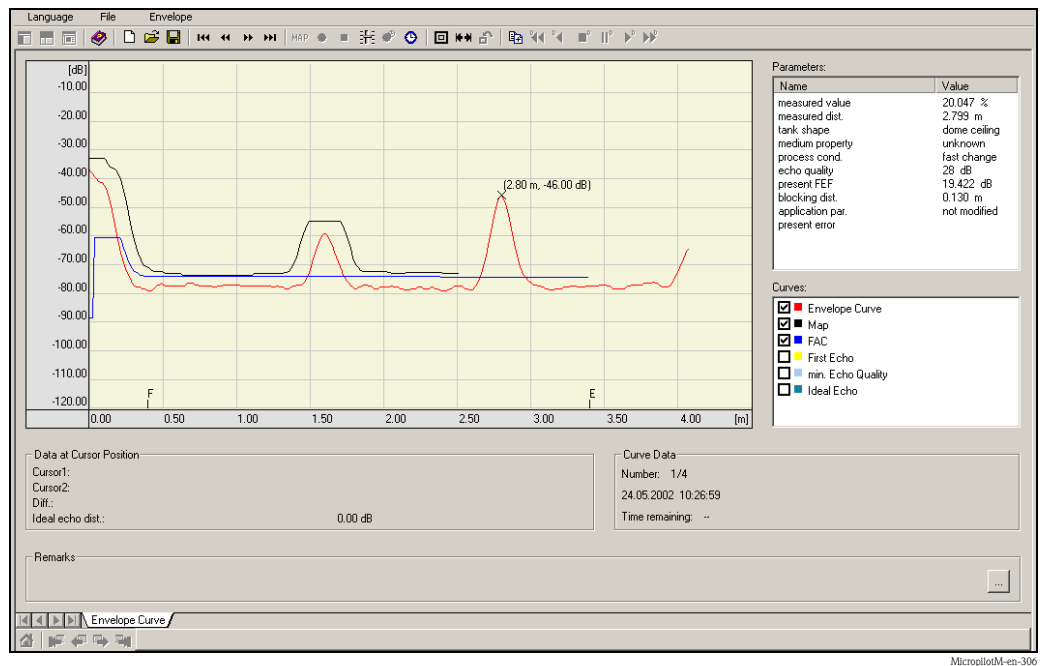 Language File Envelope
MAP
[dB]
-10.00
-20.00
-30.00
-40.00
-50.00
-60.00
-70.00
-80.00
-90.00
-100.00
-110.00
-120.00
(2.80 m, -46.00 dB)
F E
0.00 0.50 1.00 1.50 2.00 2.50 3.00 3.50 4.00 [m]
Parameters:
Name Value
measured value 20.047 %
measured dist. 2.799 m
tank shape dome ceiling
medium property unknown
process cond. fast change
echo quality 28 dB
present FEF 19.422 dB
blocking dist. 0.130 m
application par. not modified
present error
Curves:
Envelope Curve
Map
FAC
First Echo
min. Echo Quality
Ideal Echo
Data at Cursor Position
Cursor1:
Cursor2:
Diff.:
Ideal echo dist.: 0.00 dB
Curve Data
Number: 1/4
24.05.2002 10:26:59
Time remaining: --
Remarks
...
Envelope Curve
MicropilotM-en-306